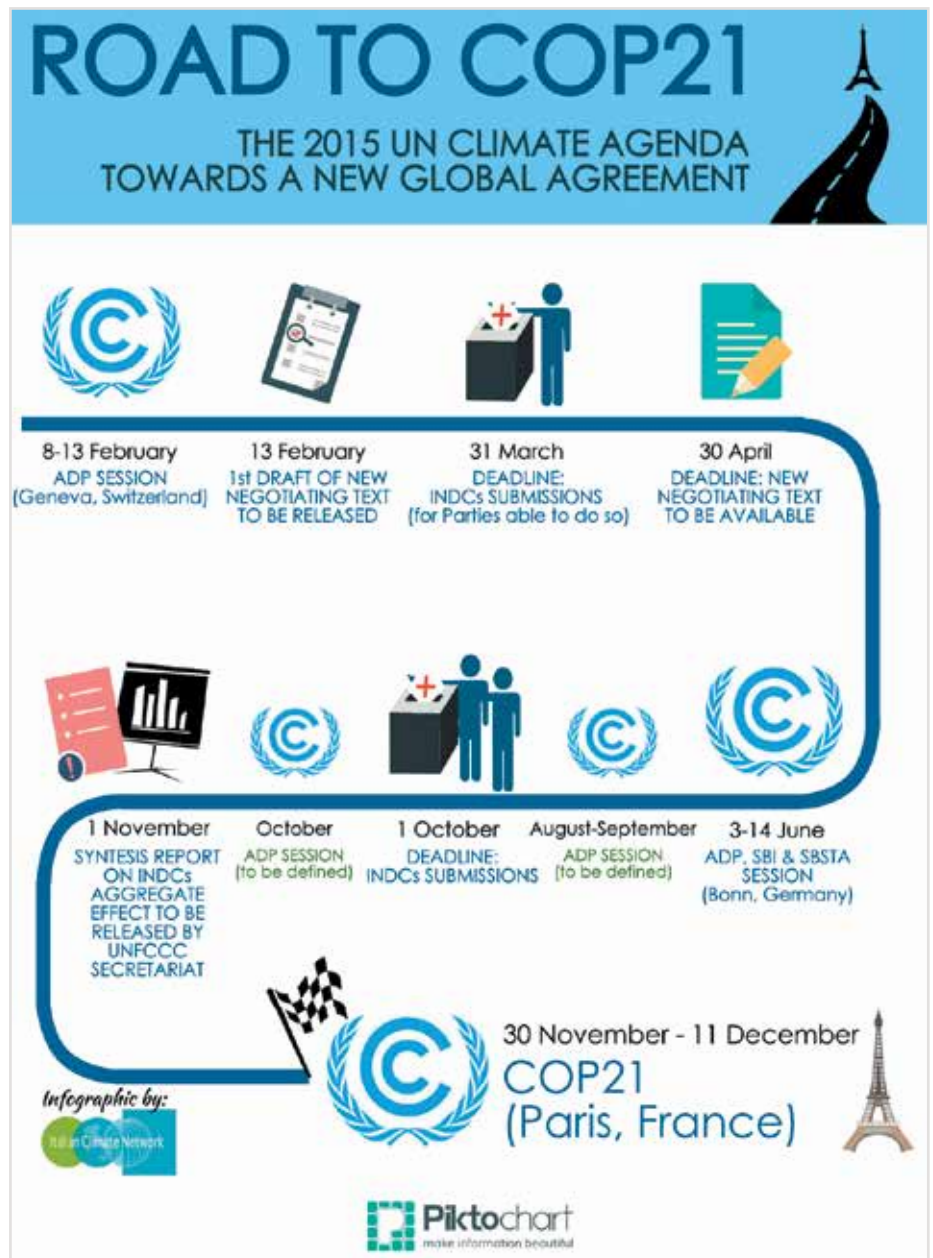 ROAD TO COP21
THE 2015 UN CLIMATE AGENDA
TOWARDS A NEW GLOBAL AGREEMENT
8-13 February
ADP SESSION
(Geneva, Switzerland)
13 February
1st DRAFT OF NEW
NEGOTIATING TEXT
TO BE RELEASED
31 March
DEADLINE:
INDCs SUBMISSIONS
(for Parties able to do so)
30 April
DEADLINE: NEW
NEGOTIATING TEXT
TO BE AVAILABLE
3-14 June
ADP, SBI & SBSTA
SESSION
(Bonn, Germany)
August-September
ADP SESSION
(to be defined)
1 October
DEADLINE:
INDCs SUBMISSIONS
October
ADP SESSION
(to be defined)
1 November
SYNTESIS REPORT
ON INDCs
AGGREGATE
EFFECT TO BE
RELEASED BY
UNFCCC
SECRETARIAT
30 November - 11 December
COP21
(Paris, France)
Infographic by:
Italian Climate Network
Piktochart
make information beautiful